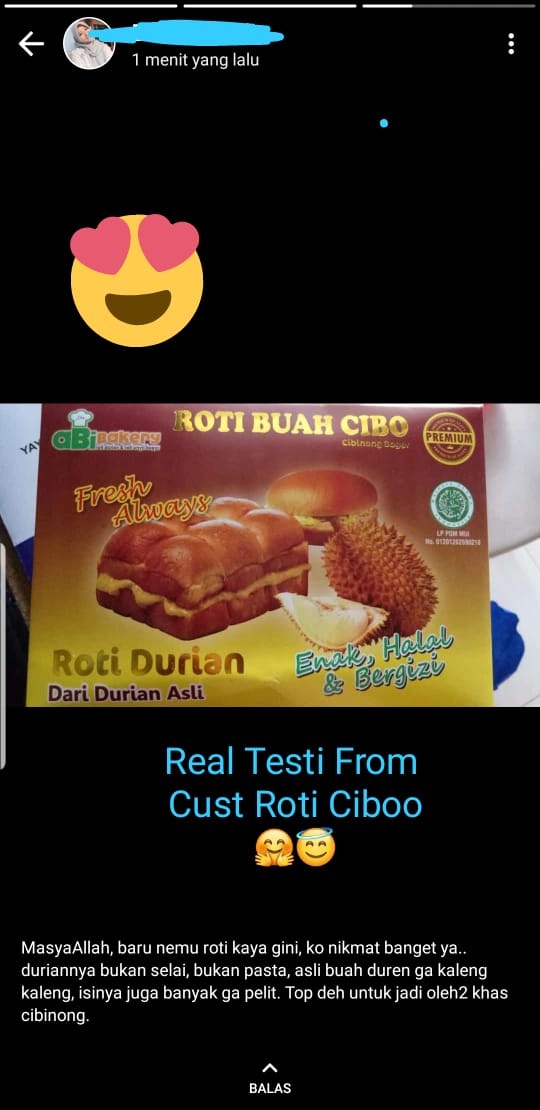 1 menit yang lalu
YAY
aBi Bakery
ROTI BUAH CIBO
Cibinong Bogor
PREMIUM
Fresh
Always
LP POM MUI
Roti Durian
Dari Durian Asli
Enak, Halal
& Bergizi
Real Testi From
Cust Roti Ciboo
🤗😇
MasyaAllah, baru nemu roti kaya gini, ko nikmat banget ya..
duriannya bukan selai, bukan pasta, asli buah duren ga kaleng
kaleng, isinya juga banyak ga pelit. Top deh untuk jadi oleh2 khas
cibinong.
BALAS